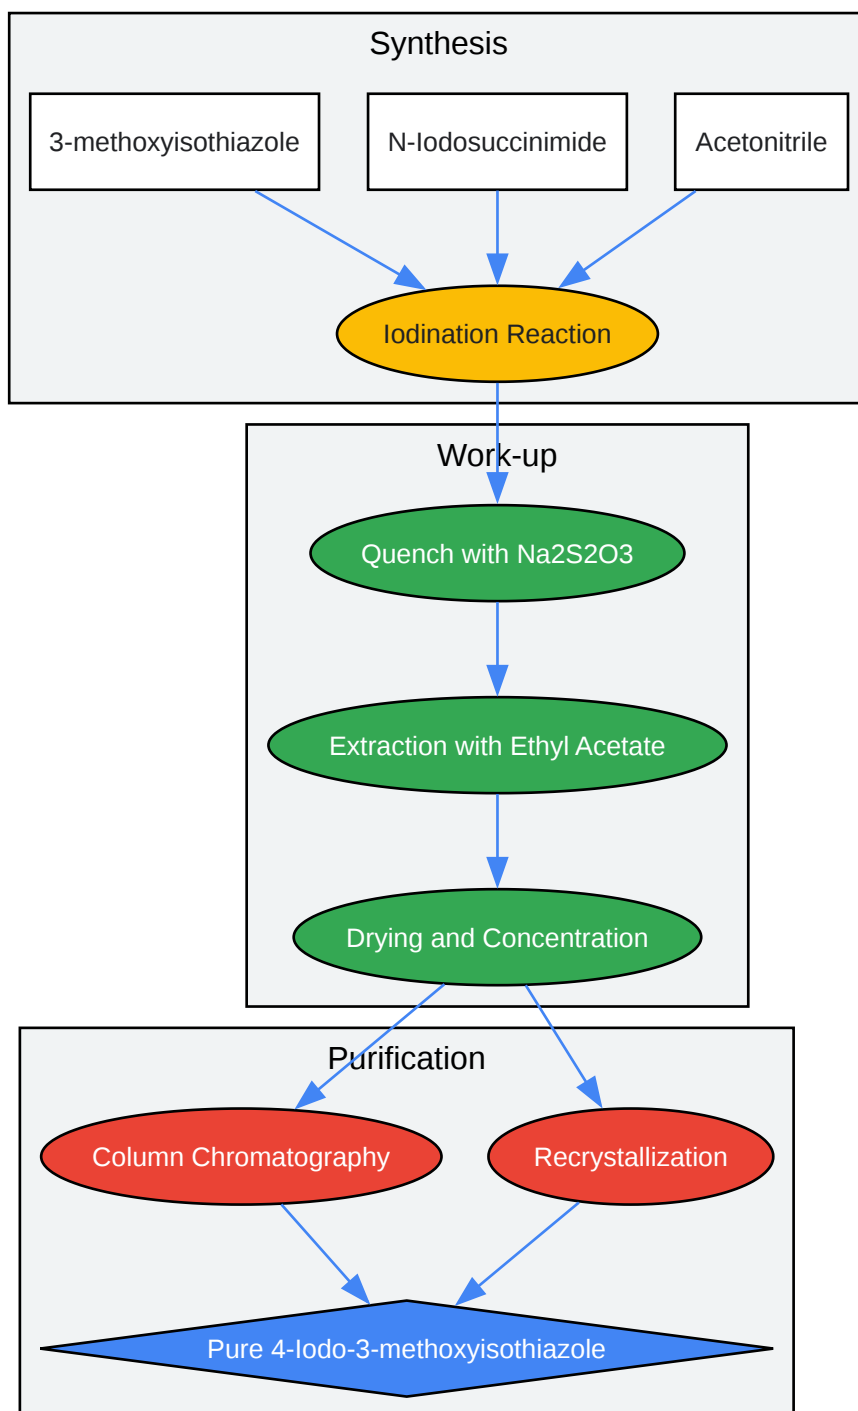 Synthesis
3-methoxyisothiazole
N-Iodosuccinimide
Acetonitrile
Iodination Reaction
Work-up
Quench with Na2S2O3
Extraction with Ethyl Acetate
Drying and Concentration
Purification
Column Chromatography
Recrystallization
Pure 4-Iodo-3-methoxyisothiazole